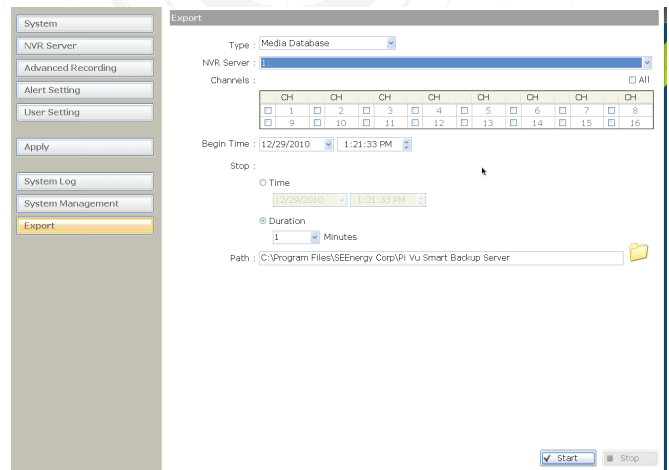 System
NVR Server
Advanced Recording
Alert Setting
User Setting
Apply
System Log
System Management
Export
Export
Type : Media Database
NVR Server : 1:
Channels : All
CH CH CH CH CH CH CH CH
1 2 3 4 5 6 7 8
9 10 11 12 13 14 15 16
Begin Time : 12/29/2010 1:21:33 PM
Stop :
Time
12/29/2010 1:21:33 PM
Duration
1 Minutes
Path : C:\Program Files\SEEnergy Corp\Pi Vu Smart Backup Server
Start Stop